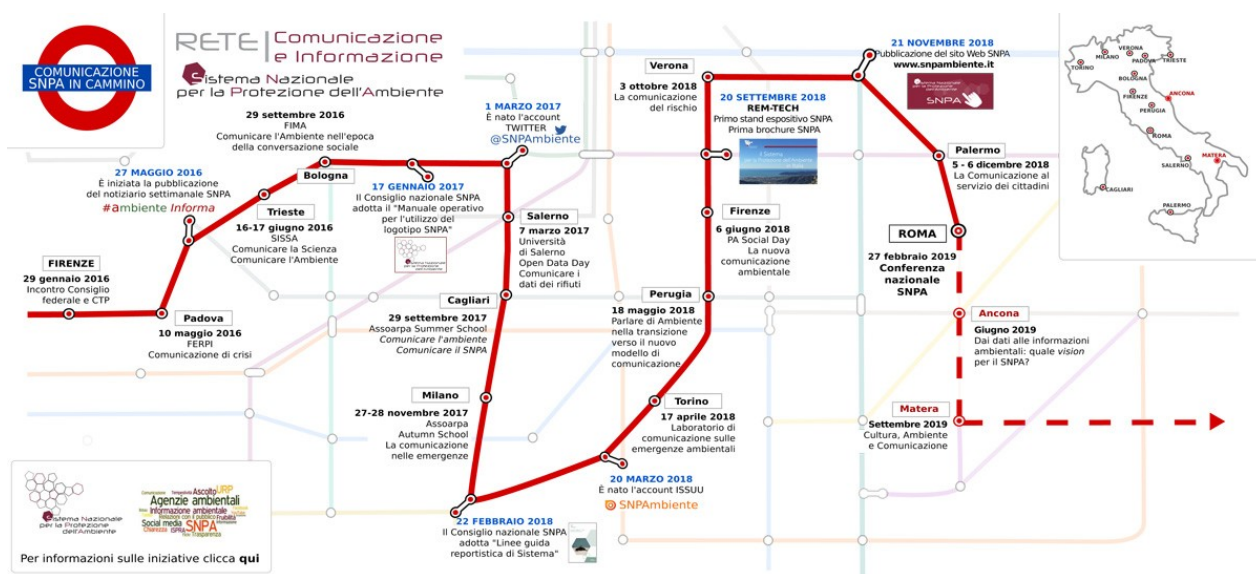 COMUNICAZIONE
SNPA IN CAMMINO
RETE
Comunicazione
e Informazione
Sistema Nazionale
per la Protezione dell'Ambiente
FIRENZE
29 gennaio 2016
Incontro Consiglio
federale e CTP
Padova
10 maggio 2016
FERPI
Comunicazione di crisi
27 MAGGIO 2016
È iniziata la pubblicazione
del notiziario settimanale SNPA
#ambiente Informa
Trieste
16-17 giugno 2016
SISSA
Comunicare la Scienza
Comunicare l'Ambiente
29 settembre 2016
FIMA
Comunicare l'Ambiente nell'epoca
della conversazione sociale
Bologna
17 GENNAIO 2017
Il Consiglio nazionale SNPA
adotta il "Manuale operativo
per l'utilizzo del
logotipo SNPA"
1 MARZO 2017
È nato l'account
TWITTER
@SNPAmbiente
Salerno
7 marzo 2017
Università
di Salerno
Open Data Day
Comunicare i
dati dei rifiuti
Cagliari
29 settembre 2017
Assoarpa Summer School
Comunicare l'ambiente
Comunicare il SNPA
Milano
27-28 novembre 2017
Assoarpa
Autumn School
La comunicazione
nelle emergenze
22 FEBBRAIO 2018
Il Consiglio nazionale SNPA
adotta "Linee guida
reportistica di Sistema"
20 MARZO 2018
È nato l'account ISSUU
SNPAmbiente
Torino
17 aprile 2018
Laboratorio di
comunicazione sulle
emergenze ambientali
Perugia
18 maggio 2018
Parlare di Ambiente
nella transizione
verso il nuovo
modello di
comunicazione
Firenze
6 giugno 2018
PA Social Day
La nuova
comunicazione
ambientale
20 SETTEMBRE 2018
REM-TECH
Primo stand espositivo SNPA
Prima brochure SNPA
Verona
3 ottobre 2018
La comunicazione
del rischio
21 NOVEMBRE 2018
Pubblicazione del sito Web SNPA
www.snpambiente.it
SNPA
Palermo
5 - 6 dicembre 2018
La Comunicazione al
servizio dei cittadini
ROMA
27 febbraio 2019
Conferenza
nazionale
SNPA
Ancona
Giugno 2019
Dai dati alle informazioni
ambientali: quale vision
per il SNPA?
Matera
Settembre 2019
Cultura, Ambiente
e Comunicazione
TORINO
MILANO
VERONA
PADOVA
TRIESTE
BOLOGNA
FIRENZE
ANCONA
PERUGIA
ROMA
SALERNO
MATERA
CAGLIARI
PALERMO
Sistema Nazionale
per la Protezione
dell'Ambiente
Ascolto
URP
Agenzie ambientali
Informazione ambientale
Relazioni con il pubblico
Fruibilità
Social media
SNPA
Chiarezza
ISPRA
Trasparenza
Per informazioni sulle iniziative clicca qui